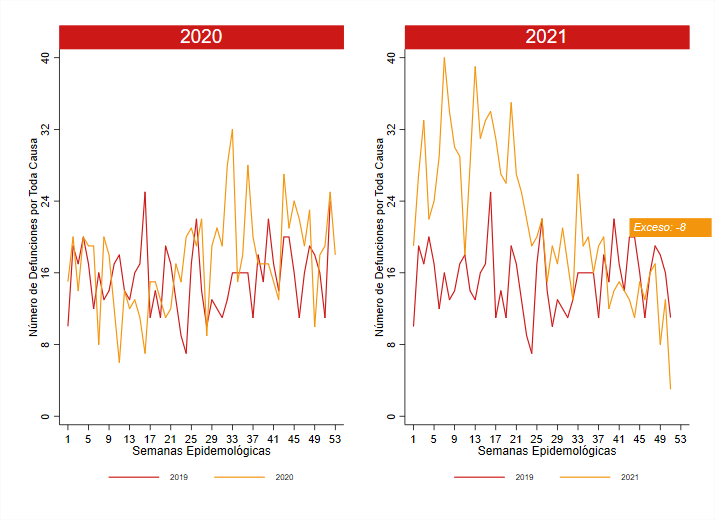 2020
Número de Defunciones por Toda Causa
40
32
24
16
8
0
1 5 9 13 17 21 25 29 33 37 41 45 49 53
Semanas Epidemológicas
2019 2020
2021
Número de Defunciones por Toda Causa
40
32
24
16
8
0
Exceso: -8
1 5 9 13 17 21 25 29 33 37 41 45 49 53
Semanas Epidemológicas
2019 2021